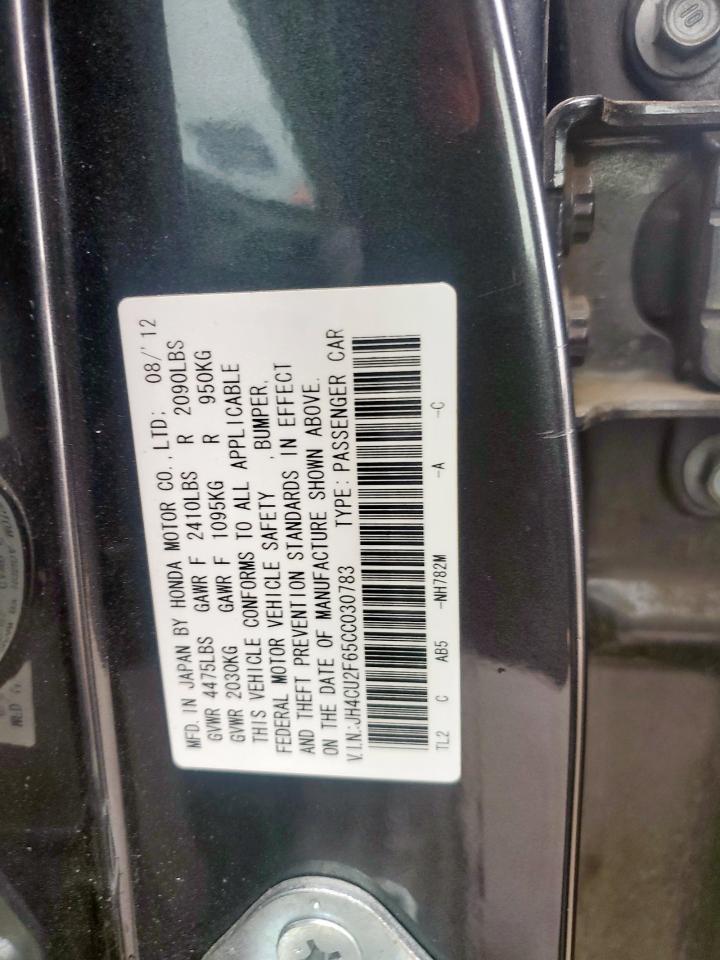 MFD. IN JAPAN BY HONDA MOTOR CO., LTD; 08/'12
GVWR 4475LBS GAWR F 2410LBS R 2090LBS
GVWR 2030KG GAWR F 1095KG R 950KG
THIS VEHICLE CONFORMS TO ALL APPLICABLE
FEDERAL MOTOR VEHICLE SAFETY , BUMPER,
AND THEFT PREVENTION STANDARDS IN EFFECT
ON THE DATE OF MANUFACTURE SHOWN ABOVE.
V.I.N.:JH4CU2F65CC030783 TYPE: PASSENGER CAR
TL2 C AB5 -NH782M -A -C
10